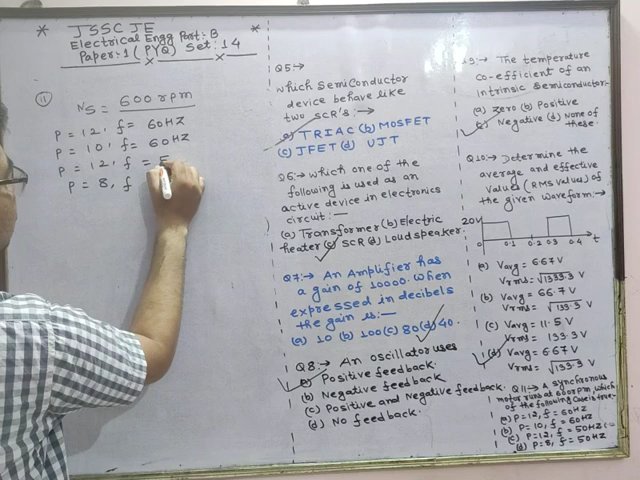 * JSSC JE *
Electrical Engg Part: B
Paper: 1 (PYQ) Set: 14
(11)
NS = 600 rpm
P = 12, f = 60HZ
P = 10, f = 60HZ
P = 12, f = 5
P = 8, f
Q5:→
Which Semiconductor
device behave like
two SCR's:→
(a) TRIAC (b) MOSFET
(c) JFET (d) UJT
Q6:→ Which one of the
following is used as an
active device in electronics
circuit:—
(a) Transformer (b) Electric
heater (c) SCR (d) Loudspeaker.
Q7:→ An Amplifier has
a gain of 10000. When
expressed in decibels
the gain is:—
(a) 10 (b) 100 (c) 80 (d) 40.
Q8:→ An oscillator uses
(a) Positive feedback.
(b) Negative feedback
(c) Positive and Negative feedback.
(d) No feedback.
Q9:→ The temperature
co-efficient of an
intrinsic semiconductor.
(a) Zero (b) Positive
(c) Negative (d) None of
these.
Q10:→ Determine the
average and effective
values (RMS value) of
the given waveform:→
20V
0 0.1 0.2 0.3 0.4 t
(a) Vavg = 6.67 V
Vrms = √1333.3 V
(b) Vavg = 66.7 V
Vrms = √133.3 V
(c) Vavg = 11.5 V
Vrms = 133.3 V
(d) Vavg = 6.67 V
Vrms = √133.3 V
Q11:→ A synchronous
motor runs at 600 rpm, which
of the following case is true-
(a) P=12, f = 60HZ
(b) P=10, f = 60HZ
(c) P=12, f = 50HZ
(d) P=8, f = 50HZ